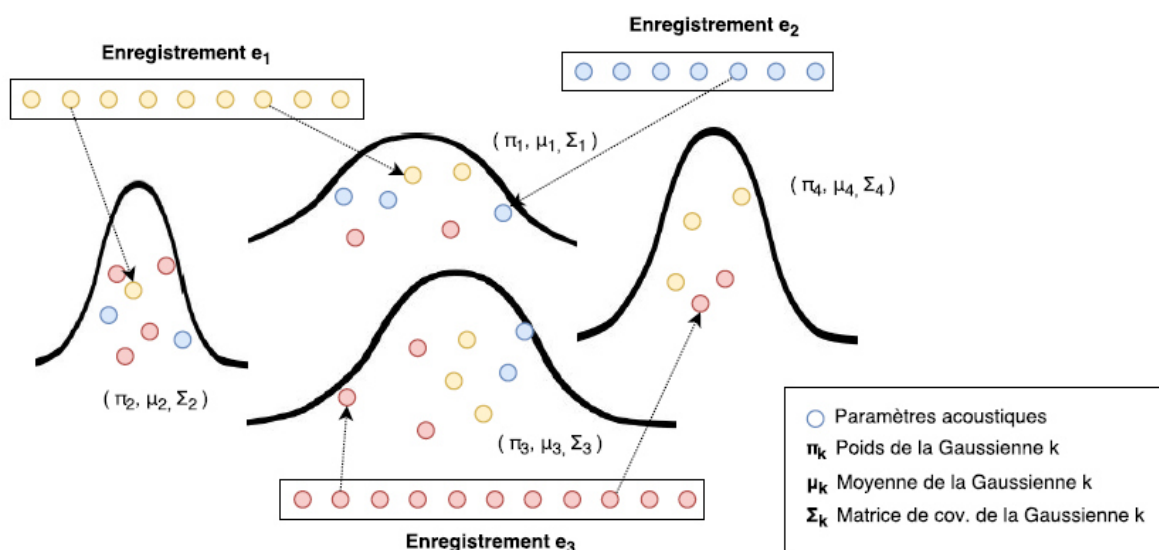 Enregistrement e₁
Enregistrement e₂
( π₁, μ₁, Σ₁ )
( π₄, μ₄, Σ₄ )
( π₂, μ₂, Σ₂ )
( π₃, μ₃, Σ₃ )
Enregistrement e₃
Paramètres acoustiques
πₖ Poids de la Gaussienne k
μₖ Moyenne de la Gaussienne k
Σₖ Matrice de cov. de la Gaussienne k